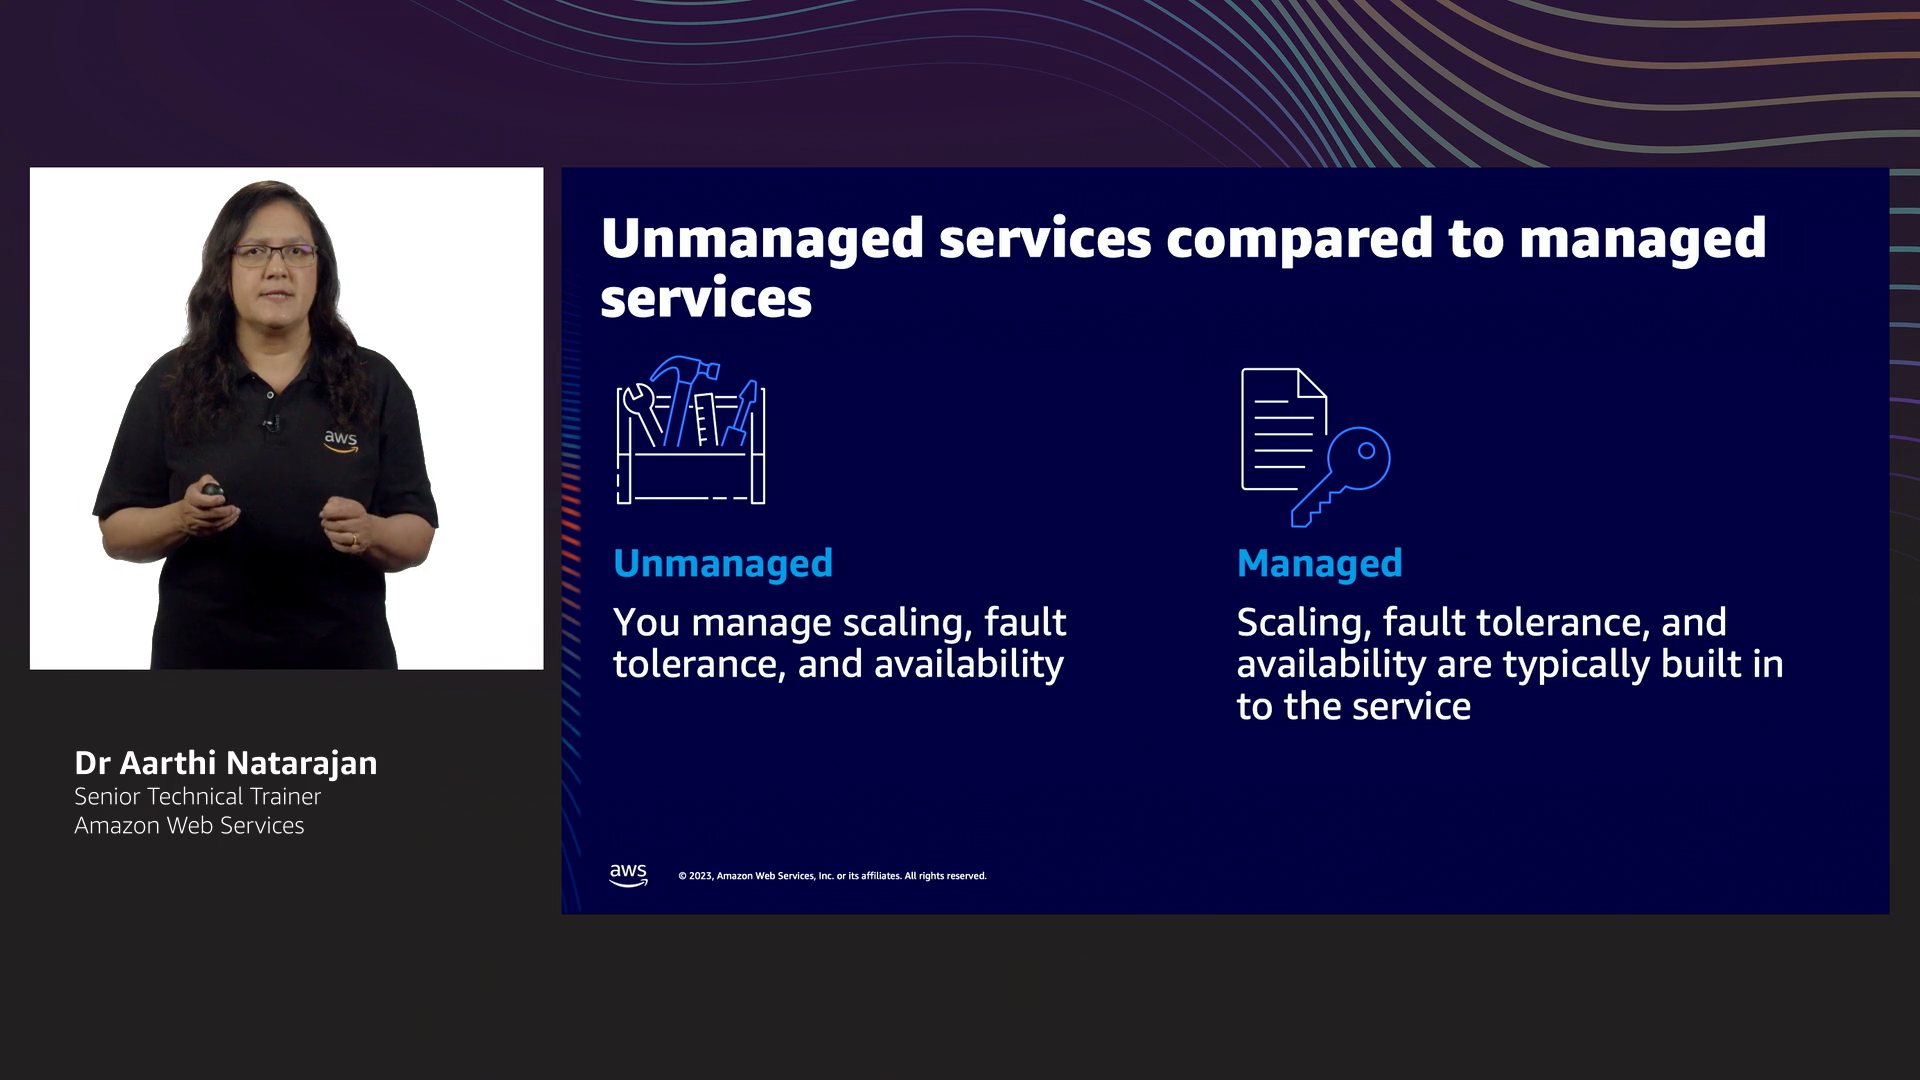 Unmanaged services compared to managed
services
aws
Unmanaged
You manage scaling, fault
tolerance, and availability
Managed
Scaling, fault tolerance, and
availability are typically built in
to the service
Dr Aarthi Natarajan
Senior Technical Trainer
Amazon Web Services
aws
© 2023, Amazon Web Services, Inc. or its affiliates. All rights reserved.